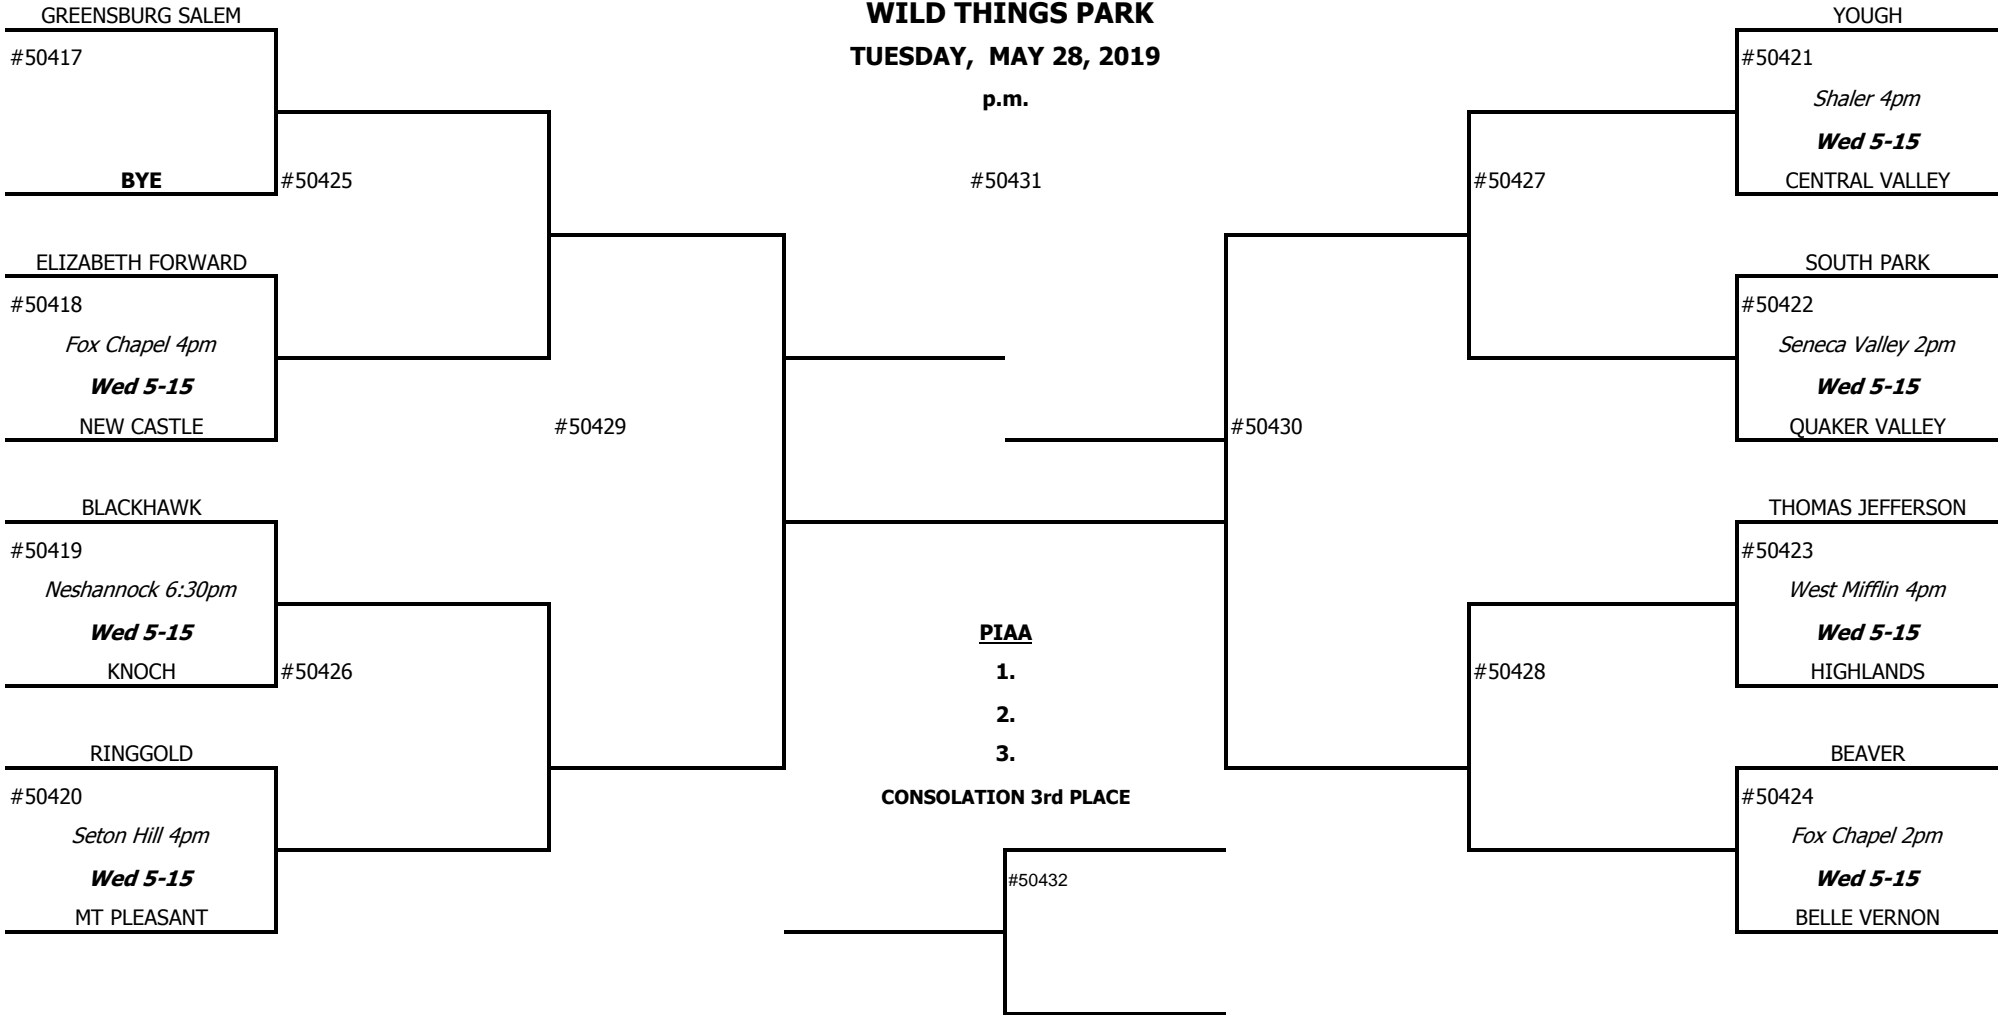 WILD THINGS PARK
TUESDAY, MAY 28, 2019
p.m.
#50431
GREENSBURG SALEM
#50417
BYE
#50425
ELIZABETH FORWARD
#50418
Fox Chapel 4pm
Wed 5-15
NEW CASTLE
#50429
BLACKHAWK
#50419
Neshannock 6:30pm
Wed 5-15
KNOCH
#50426
RINGGOLD
#50420
Seton Hill 4pm
Wed 5-15
MT PLEASANT
PIAA
1.
2.
3.
CONSOLATION 3rd PLACE
#50432
YOUGH
#50421
Shaler 4pm
Wed 5-15
CENTRAL VALLEY
#50427
SOUTH PARK
#50422
Seneca Valley 2pm
Wed 5-15
QUAKER VALLEY
#50430
THOMAS JEFFERSON
#50423
West Mifflin 4pm
Wed 5-15
HIGHLANDS
#50428
BEAVER
#50424
Fox Chapel 2pm
Wed 5-15
BELLE VERNON